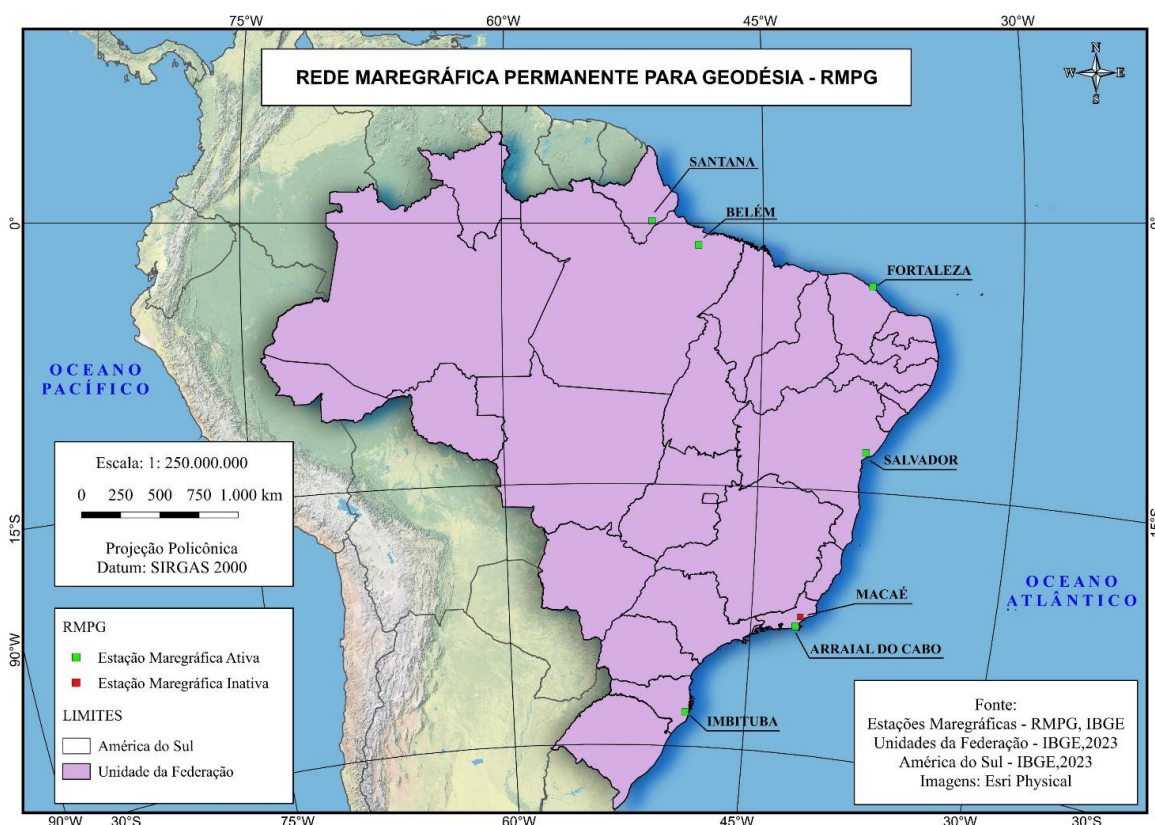 75°W
60°W
45°W
30°W
REDE MAREGRÁFICA PERMANENTE PARA GEODÉSIA - RMPG
N
W
E
S
SANTANA
BELÉM
0°
0°
FORTALEZA
OCEANO
PACÍFICO
SALVADOR
Escala: 1: 250.000.000
0 250 500 750 1.000 km
Projeção Policônica
Datum: SIRGAS 2000
15°S
15°S
OCEANO
ATLÂNTICO
MACAÉ
ARRAIAL DO CABO
IMBITUBA
RMPG
Estação Maregráfica Ativa
Estação Maregráfica Inativa
LIMITES
América do Sul
Unidade da Federação
90°W
Fonte:
Estações Maregráficas - RMPG, IBGE
Unidades da Federação - IBGE,2023
América do Sul - IBGE,2023
Imagens: Esri Physical
90°W
30°S
75°W
60°W
45°W
30°W
30°S